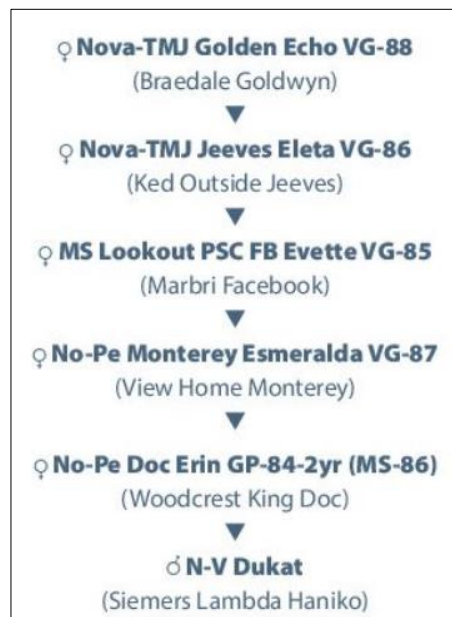 ♀ Nova-TMJ Golden Echo VG-88
(Braedale Goldwyn)
▼
♀ Nova-TMJ Jeeves Eleta VG-86
(Ked Outside Jeeves)
▼
♀ MS Lookout PSC FB Evette VG-85
(Marbri Facebook)
▼
♀ No-Pe Monterey Esmeralda VG-87
(View Home Monterey)
▼
♀ No-Pe Doc Erin GP-84-2yr (MS-86)
(Woodcrest King Doc)
▼
♂ N-V Dukat
(Siemers Lambda Haniko)